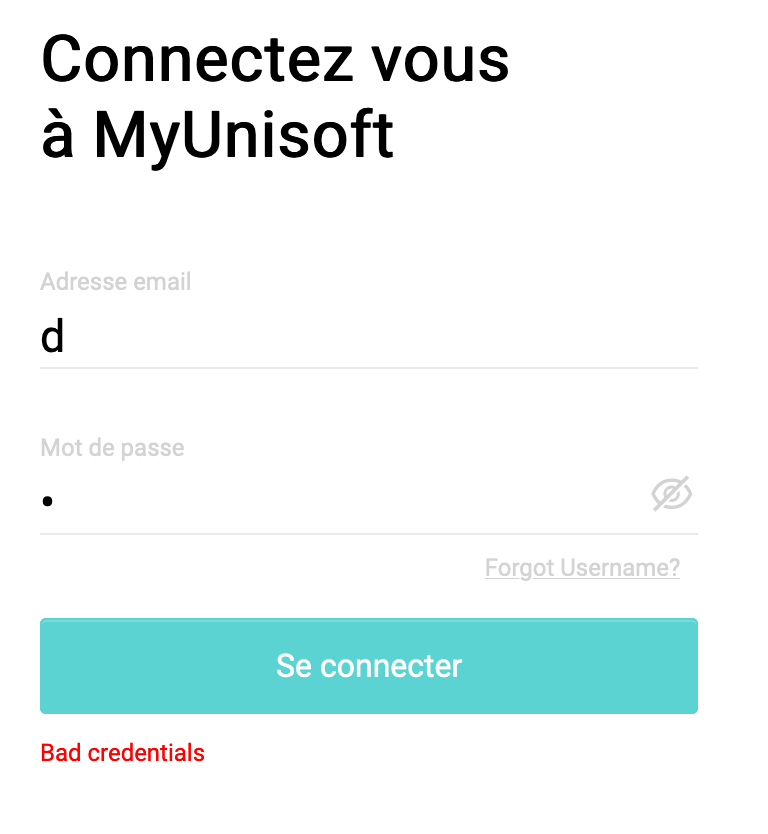 Connectez vous
à MyUnisoft
Adresse email
d
Mot de passe
•
Forgot Username?
Se connecter
Bad credentials